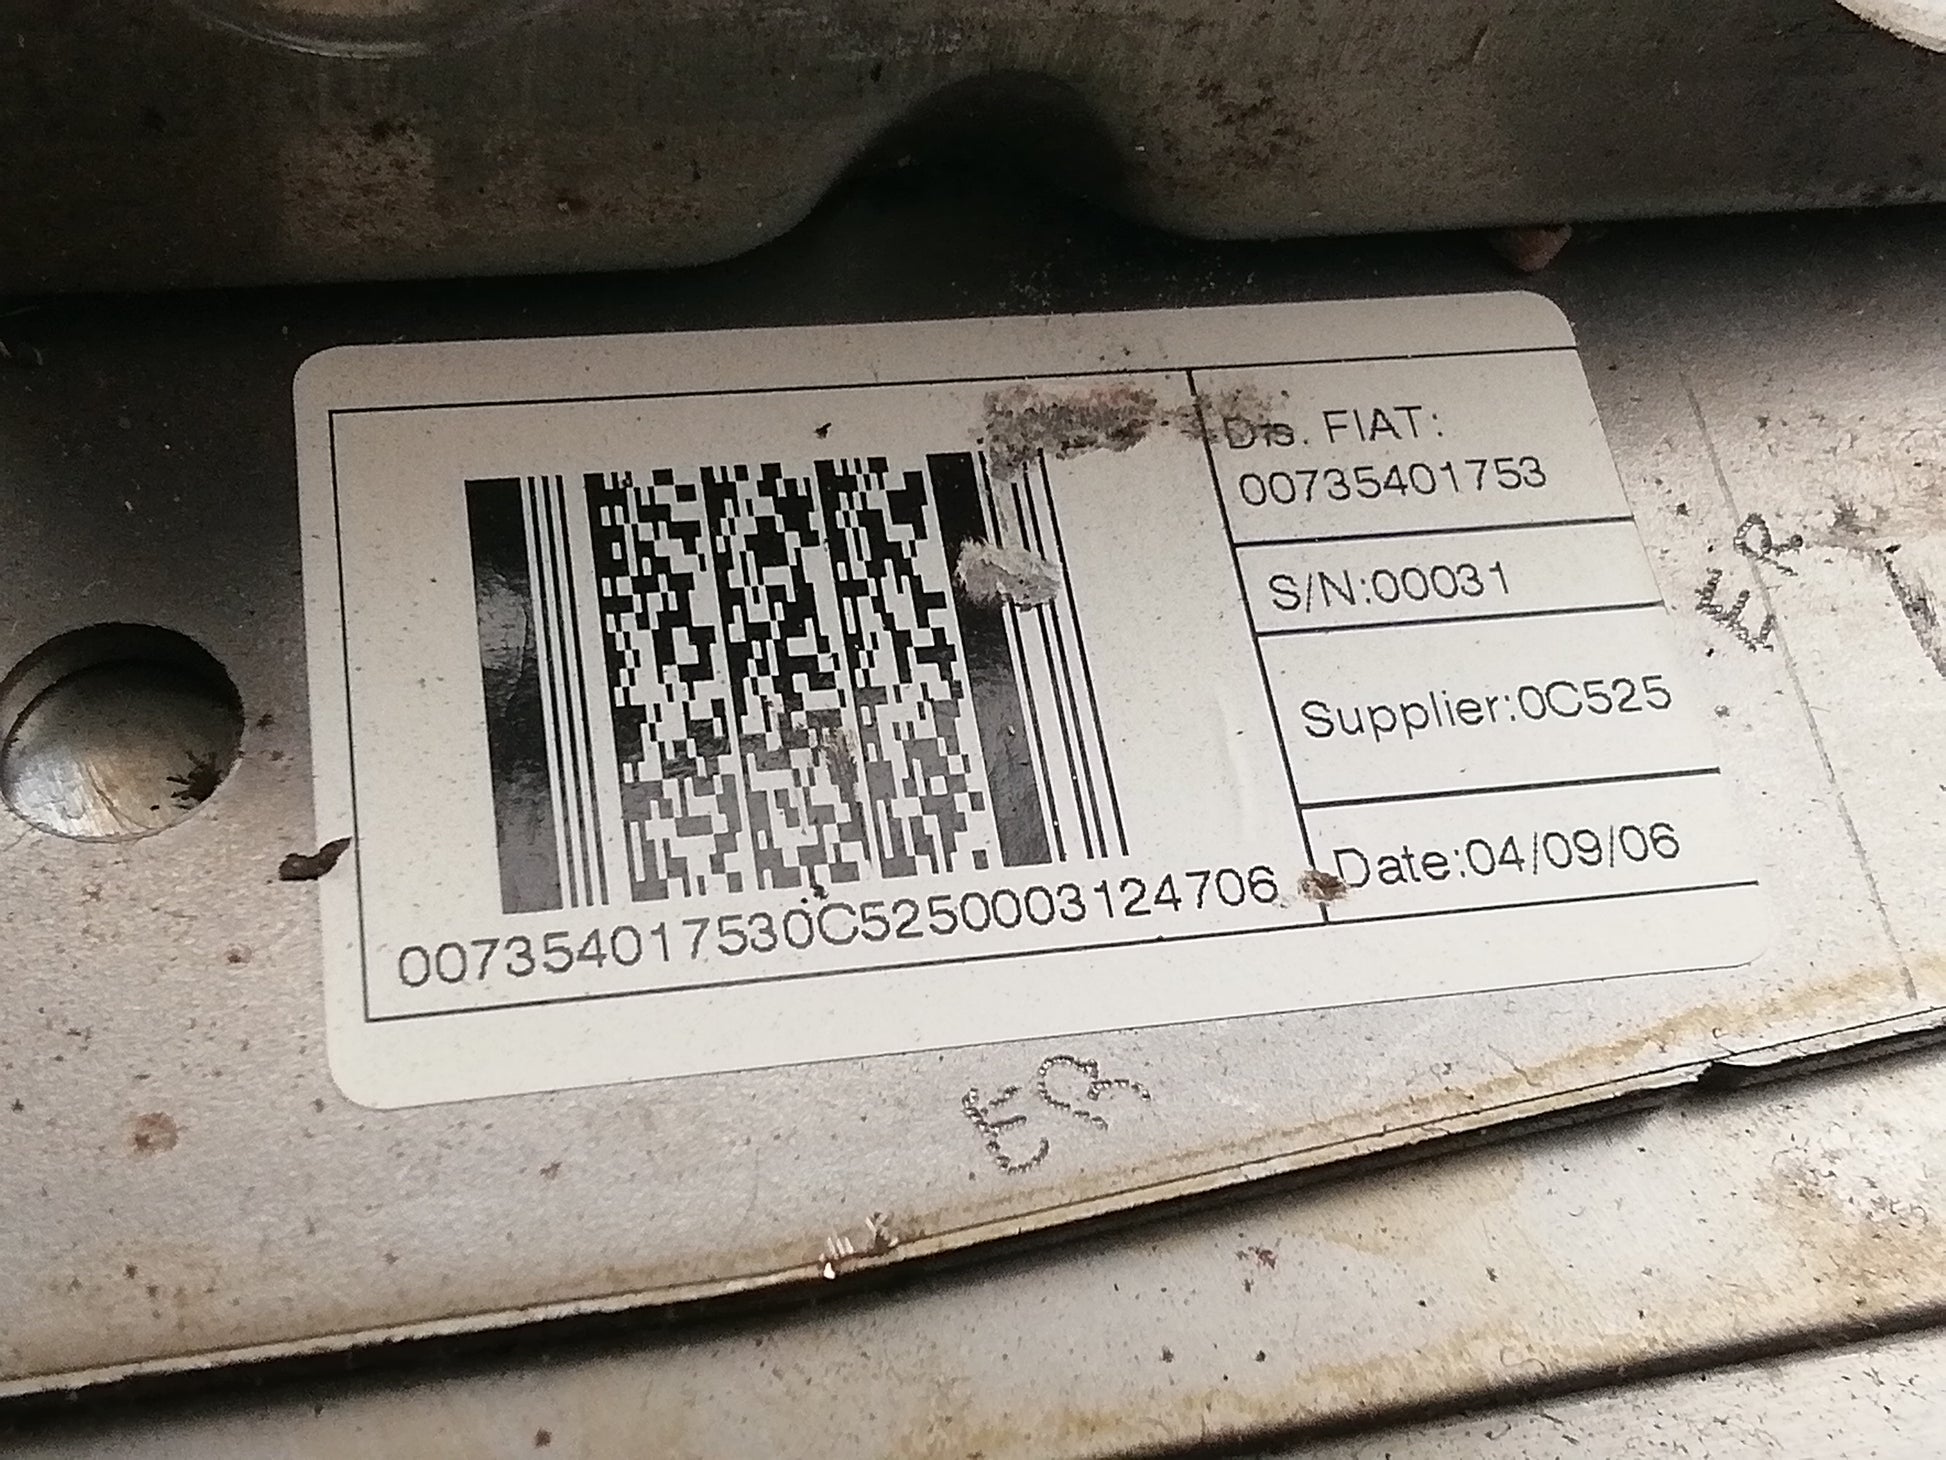 Dis. FIAT:
00735401753
S/N:00031
Supplier:0C525
Date:04/09/06
007354017530C5250003124706